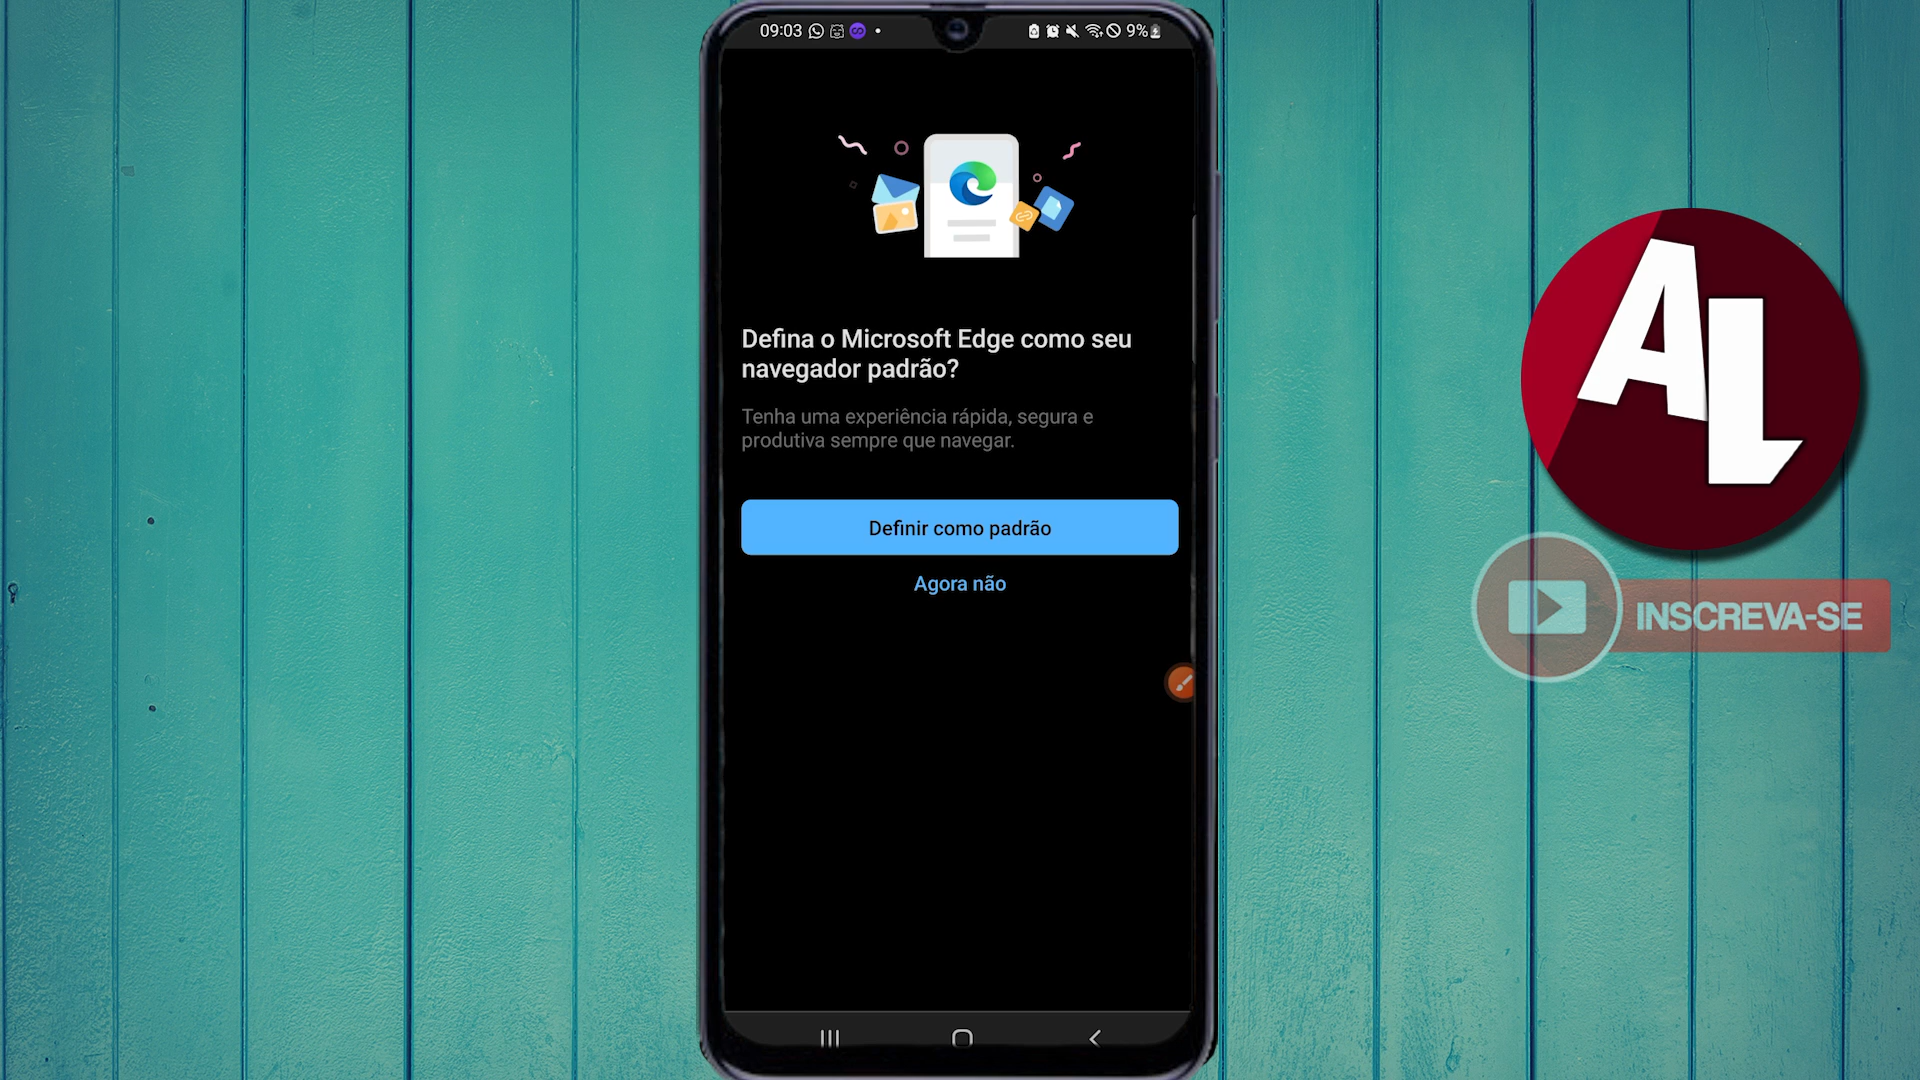 09:03
9%
Defina o Microsoft Edge como seu
navegador padrão?
Tenha uma experiência rápida, segura e
produtiva sempre que navegar.
Definir como padrão
Agora não
AL
INSCREVA-SE